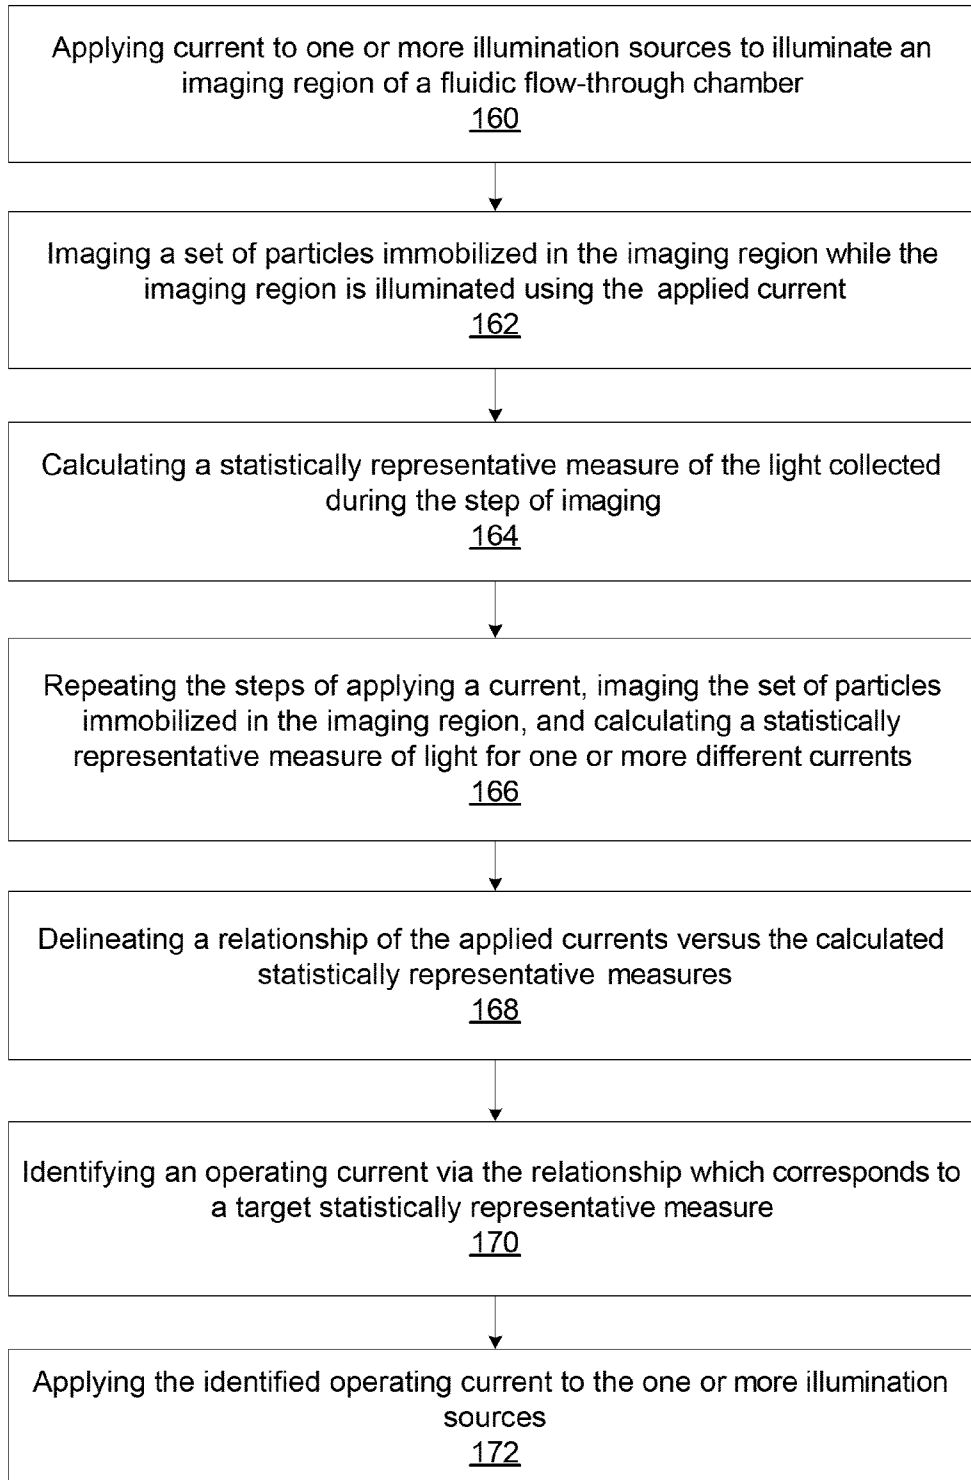 Applying current to one or more illumination sources to illuminate an
imaging region of a fluidic flow-through chamber
160
Imaging a set of particles immobilized in the imaging region while the
imaging region is illuminated using the applied current
162
Calculating a statistically representative measure of the light collected
during the step of imaging
164
Repeating the steps of applying a current, imaging the set of particles
immobilized in the imaging region, and calculating a statistically
representative measure of light for one or more different currents
166
Delineating a relationship of the applied currents versus the calculated
statistically representative measures
168
Identifying an operating current via the relationship which corresponds to
a target statistically representative measure
170
Applying the identified operating current to the one or more illumination
sources
172